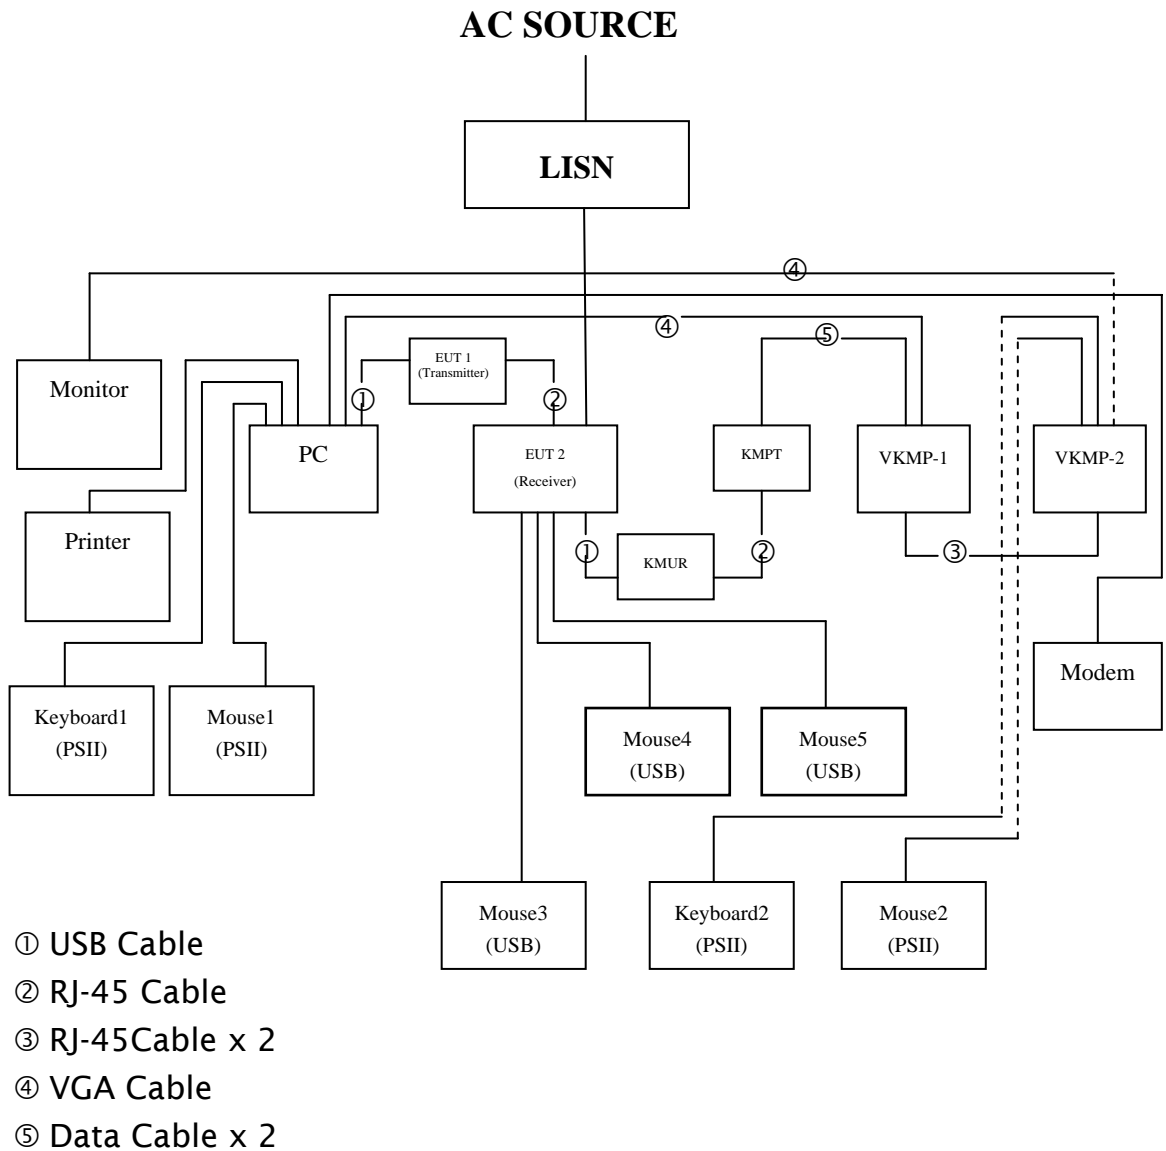 AC SOURCE
LISN
④
④
⑤
EUT 1
(Transmitter)
Monitor
①
②
PC
EUT 2
(Receiver)
KMPT
VKMP-1
VKMP-2
Printer
①
KMUR
②
③
Modem
Keyboard1
(PSII)
Mouse1
(PSII)
Mouse4
(USB)
Mouse5
(USB)
Mouse3
(USB)
Keyboard2
(PSII)
Mouse2
(PSII)
① USB Cable
② RJ-45 Cable
③ RJ-45Cable x 2
④ VGA Cable
⑤ Data Cable x 2